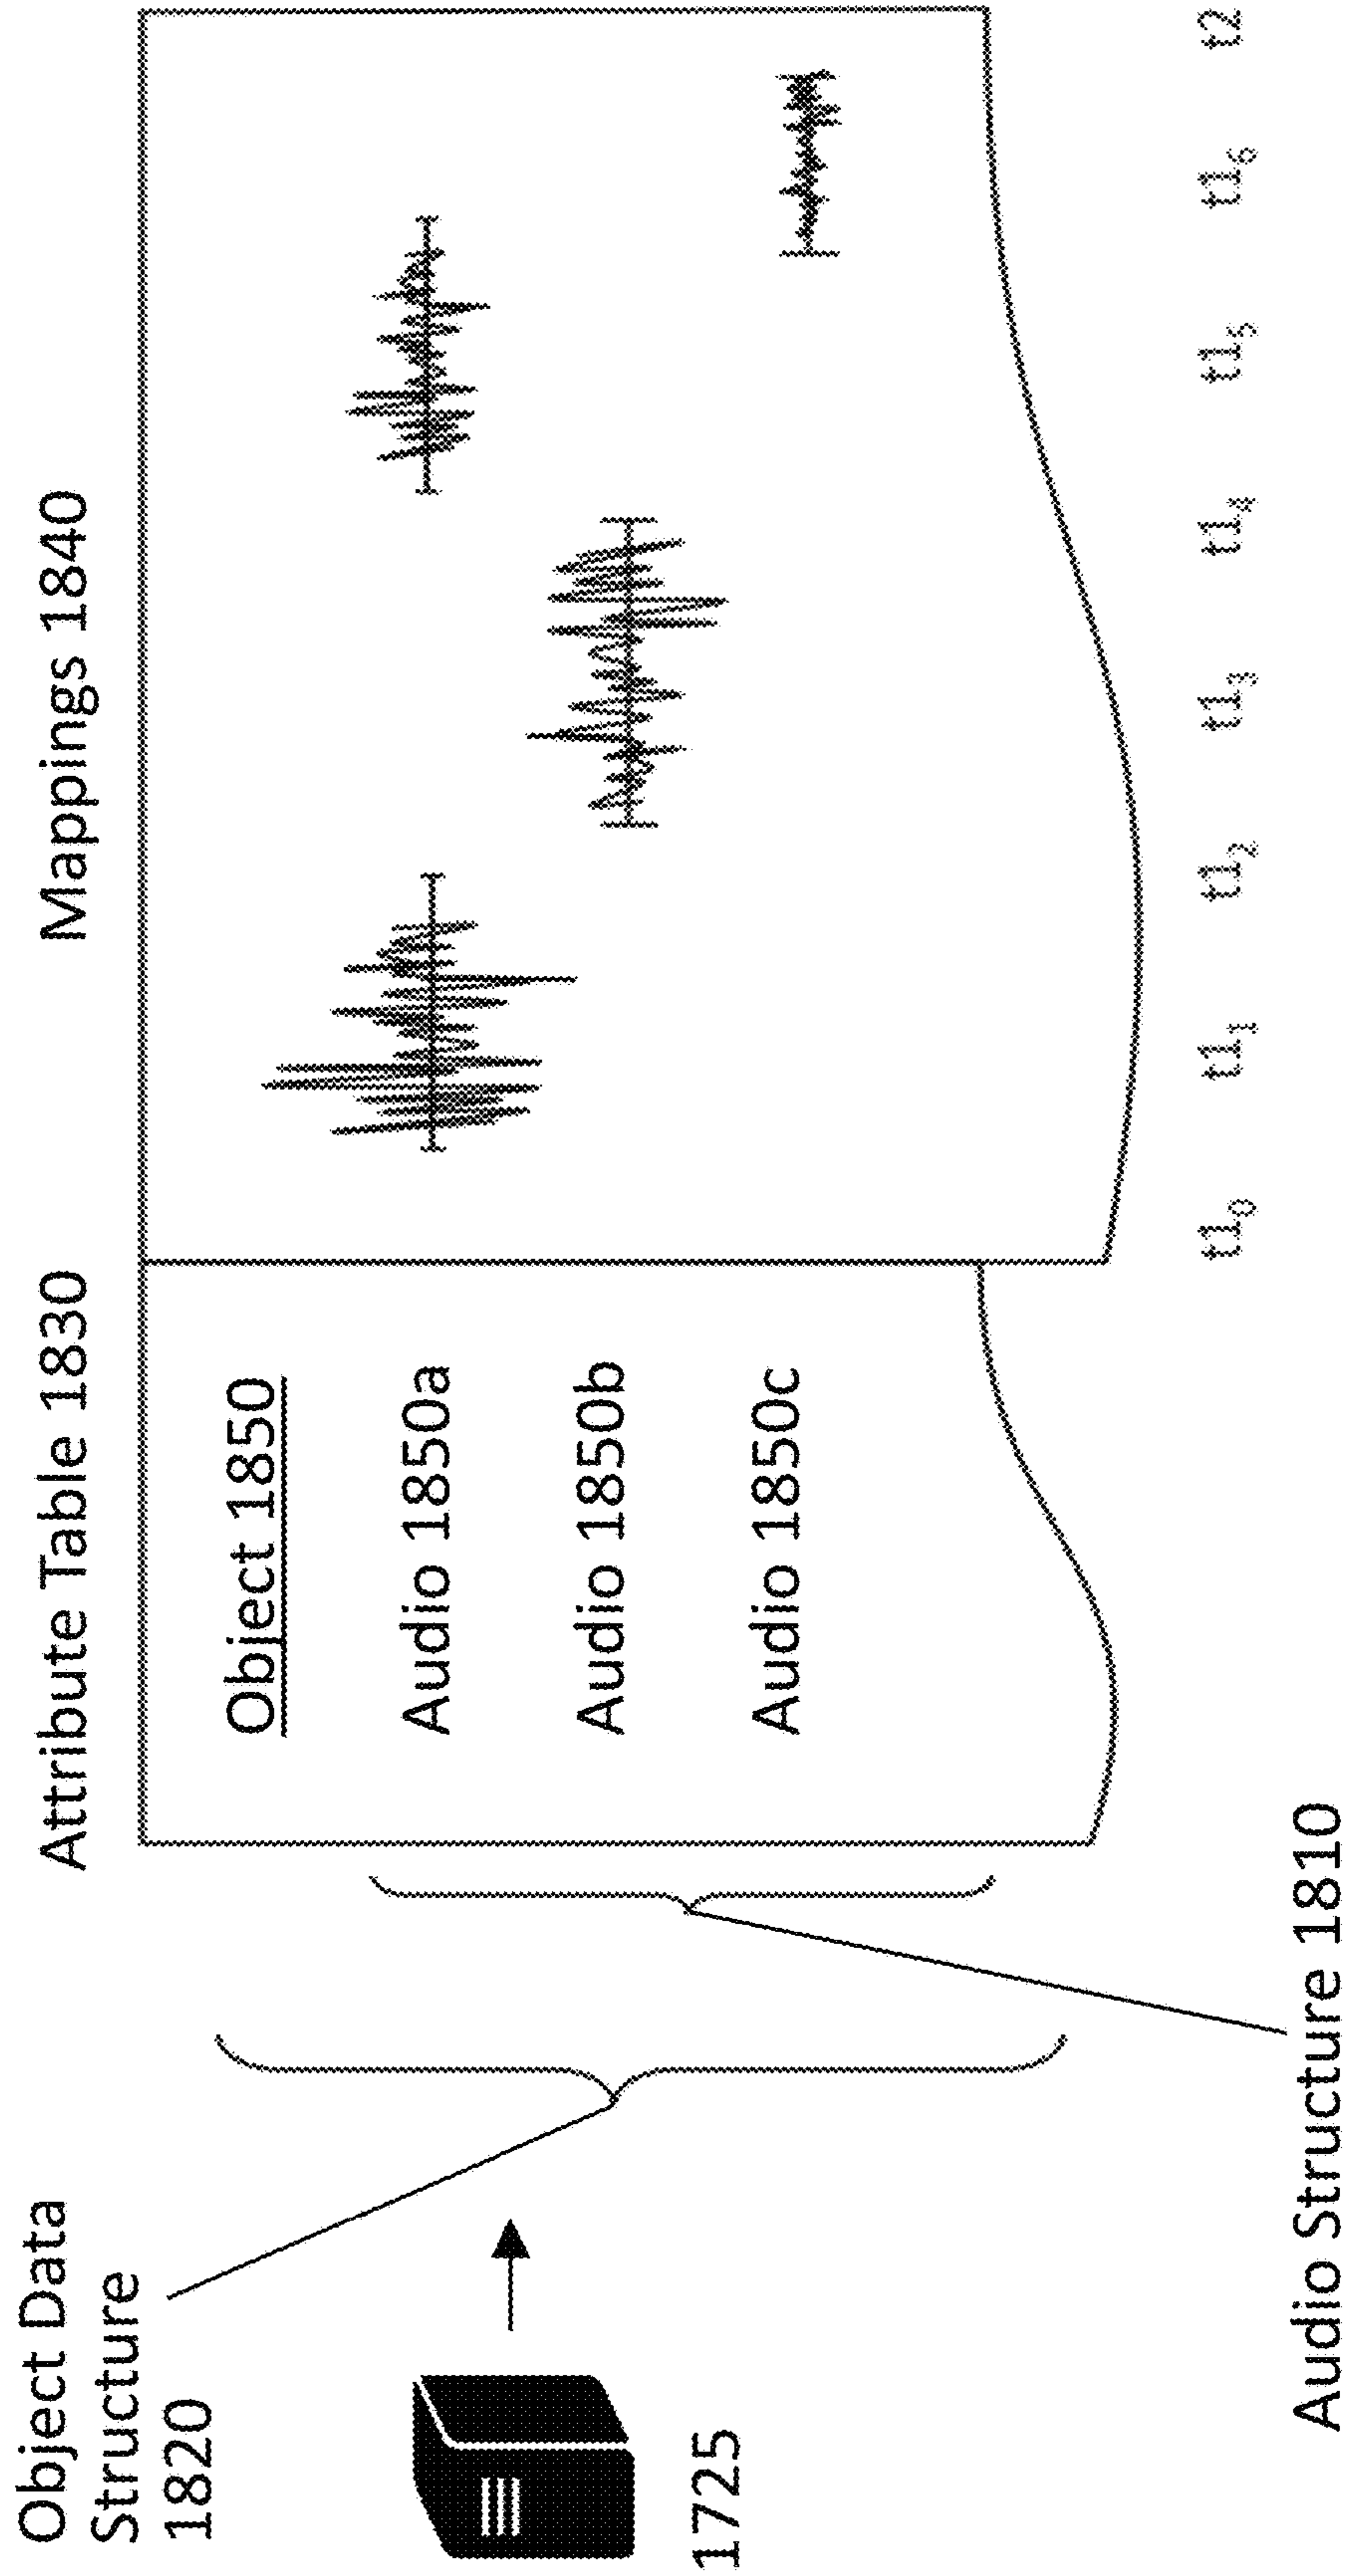 Object Data
Structure
1820
Attribute Table 1830
Mappings 1840
Object 1850
Audio 1850a
Audio 1850b
Audio 1850c
1725
t1₀ t1₁ t1₂ t1₃ t1₄ t1₅ t1₆ t2
Audio Structure 1810